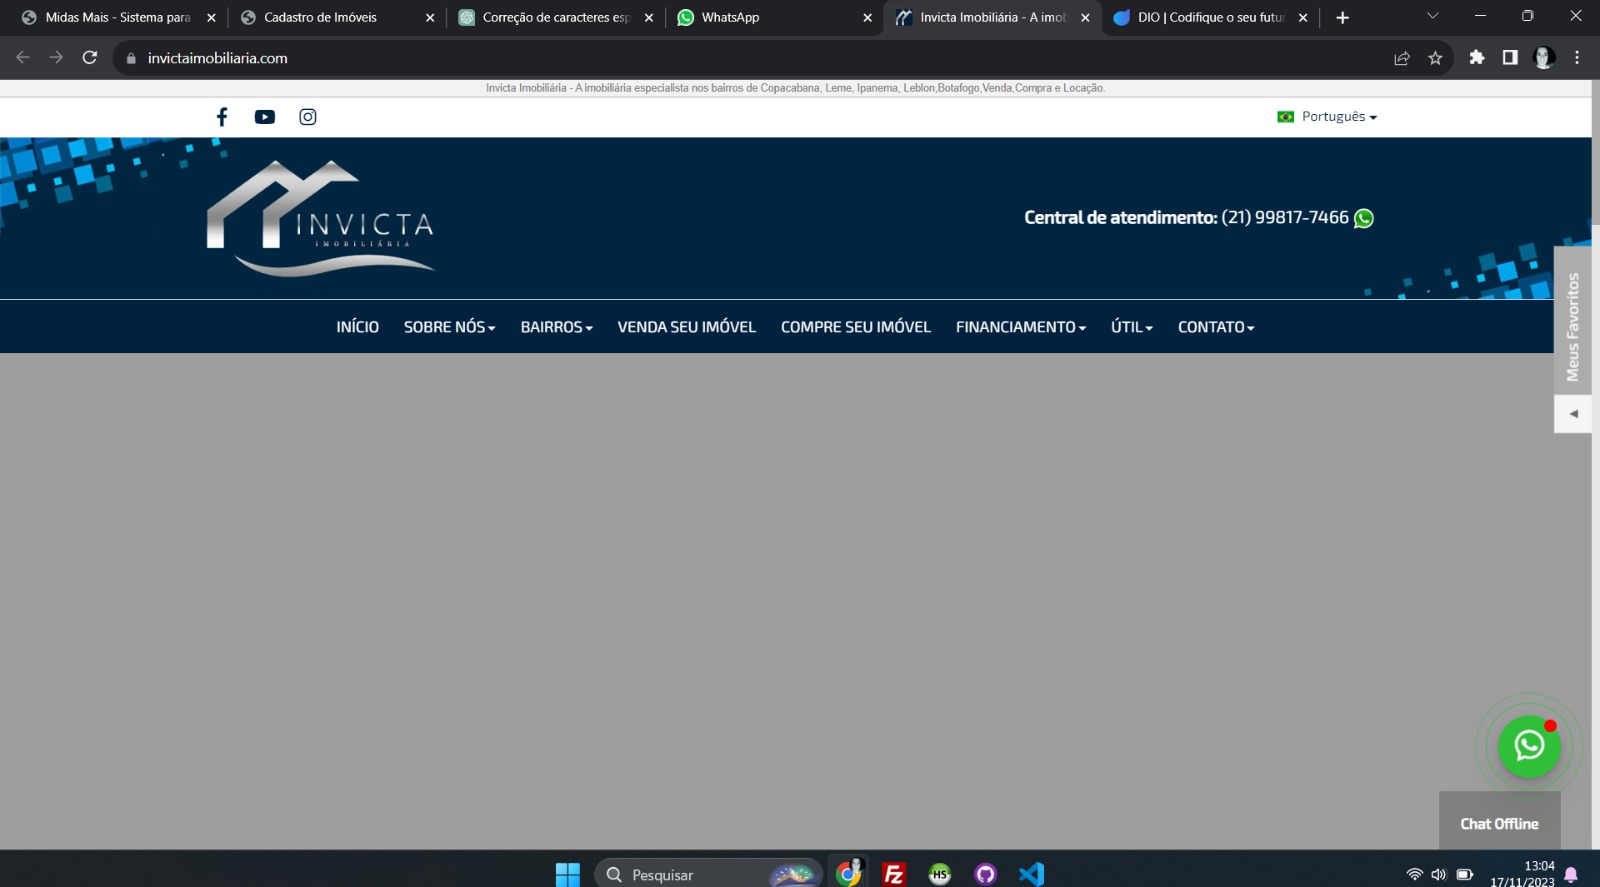 Midas Mais - Sistema para
Cadastro de Imóveis
Correção de caracteres esp
WhatsApp
Invicta Imobiliária - A imob
DIO | Codifique o seu futur
invictaimobiliaria.com
Invicta Imobiliária - A imobiliária especialista nos bairros de Copacabana, Leme, Ipanema, Leblon,Botafogo,Venda,Compra e Locação.
Português
INVICTA
IMOBILIÁRIA
Central de atendimento: (21) 99817-7466
Meus Favoritos
INÍCIO
SOBRE NÓS
BAIRROS
VENDA SEU IMÓVEL
COMPRE SEU IMÓVEL
FINANCIAMENTO
ÚTIL
CONTATO
Chat Offline
Pesquisar
Fz
HS
13:04
17/11/2023